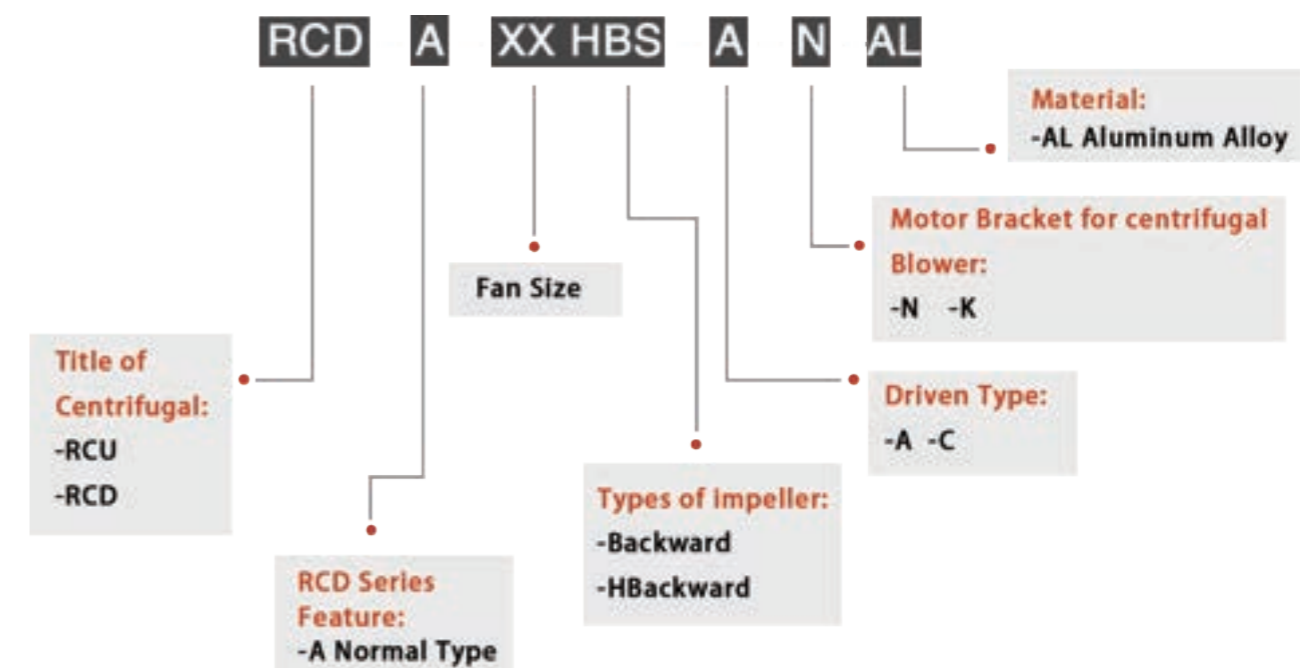 RCD A XX HBS A N AL
Material:
-AL Aluminum Alloy
Motor Bracket for centrifugal
Blower:
-N -K
Fan Size
Title of
Centrifugal:
-RCU
-RCD
Driven Type:
-A -C
Types of impeller:
-Backward
-HBackward
RCD Series
Feature:
-A Normal Type